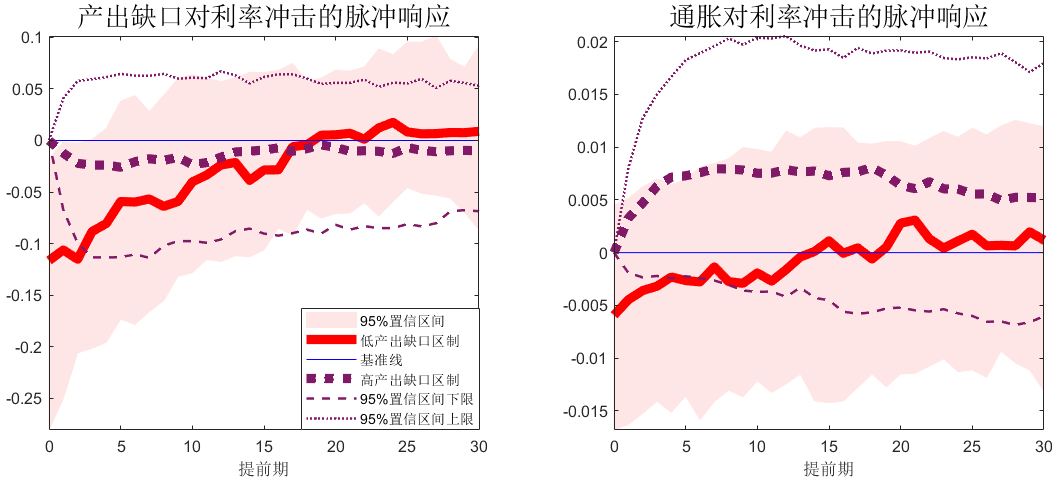 产出缺口对利率冲击的脉冲响应
0.1
0.05
0
-0.05
-0.1
-0.15
-0.2
-0.25
0 5 10 15 20 25 30
提前期
95%置信区间
低产出缺口区制
基准线
高产出缺口区制
95%置信区间下限
95%置信区间上限
通胀对利率冲击的脉冲响应
0.02
0.015
0.01
0.005
0
-0.005
-0.01
-0.015
0 5 10 15 20 25 30
提前期